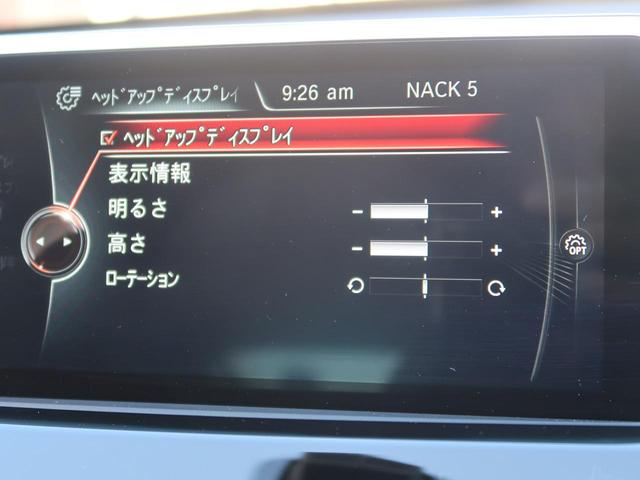 ﾍｯﾄﾞｱｯﾌﾟﾃﾞｨｽﾌﾟﾚｲ 9:26 am NACK 5
ﾍｯﾄﾞｱｯﾌﾟﾃﾞｨｽﾌﾟﾚｲ
表示情報
明るさ - +
高さ - +
ﾛｰﾃｰｼｮﾝ
OPT